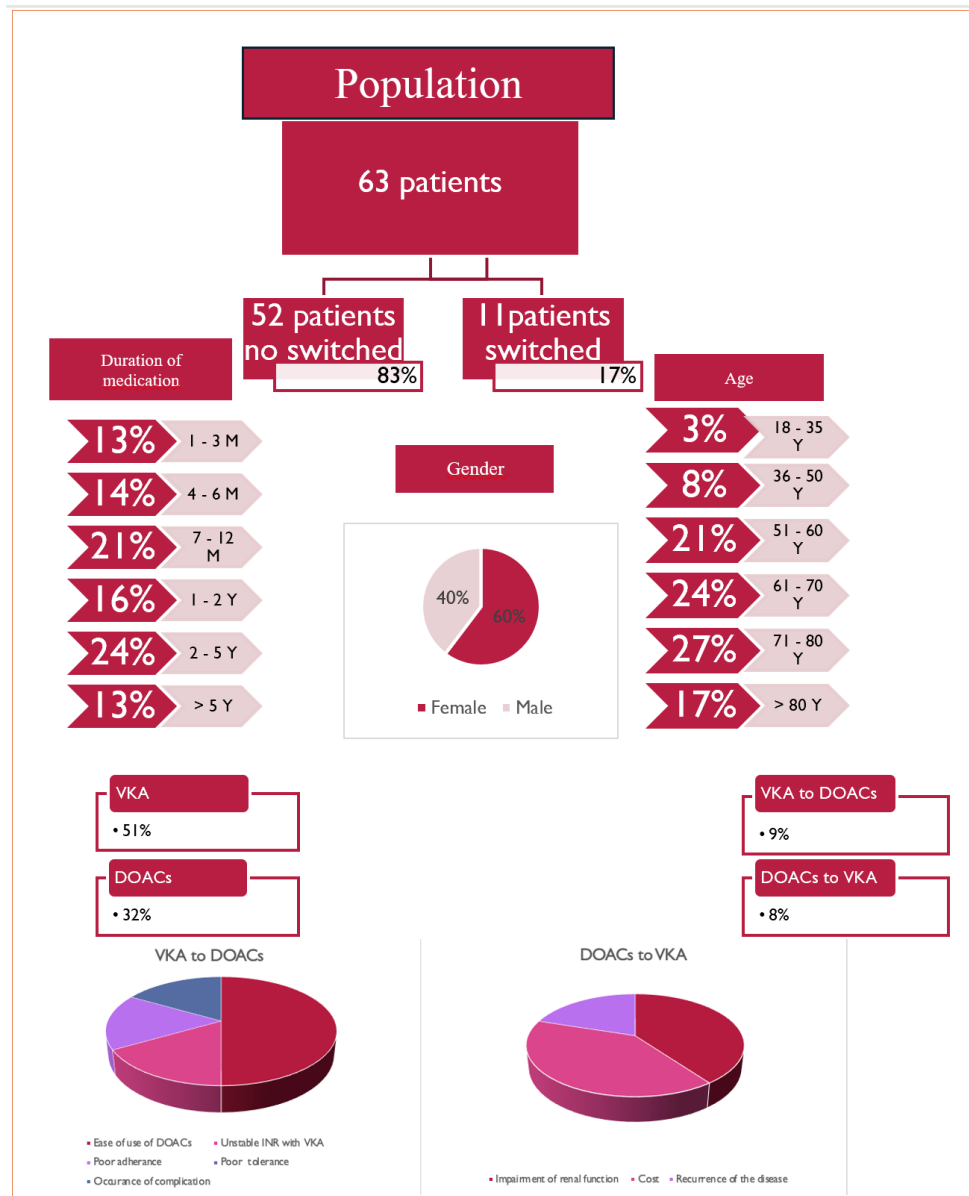 Population
63 patients
52 patients
no switched
83%
11patients
switched
17%
Duration of
medication
13%
1 - 3 M
14%
4 - 6 M
21%
7 - 12
M
16%
1 - 2 Y
24%
2 - 5 Y
13%
> 5 Y
Gender
40%
60%
Female
Male
Age
3%
18 - 35
Y
8%
36 - 50
Y
21%
51 - 60
Y
24%
61 - 70
Y
27%
71 - 80
Y
17%
> 80 Y
VKA
• 51%
DOACs
• 32%
VKA to DOACs
• 9%
DOACs to VKA
• 8%
VKA to DOACs
Ease of use of DOACs
Unstable INR with VKA
Poor adherance
Poor tolerance
Occurance of complication
DOACs to VKA
Impairment of renal function
Cost
Recurrence of the disease